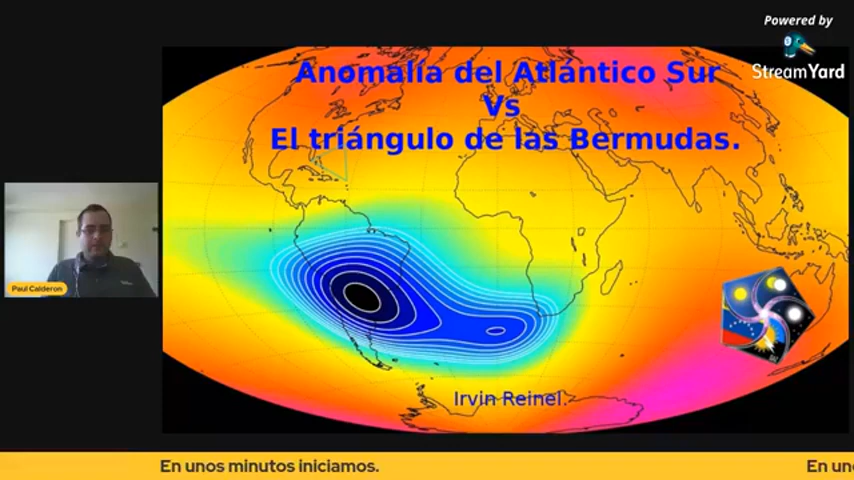 Powered by
StreamYard
Anomalía del Atlántico Sur
Vs
El triángulo de las Bermudas.
Paul Calderon
Irvin Reinel.
En unos minutos iniciamos.
En un